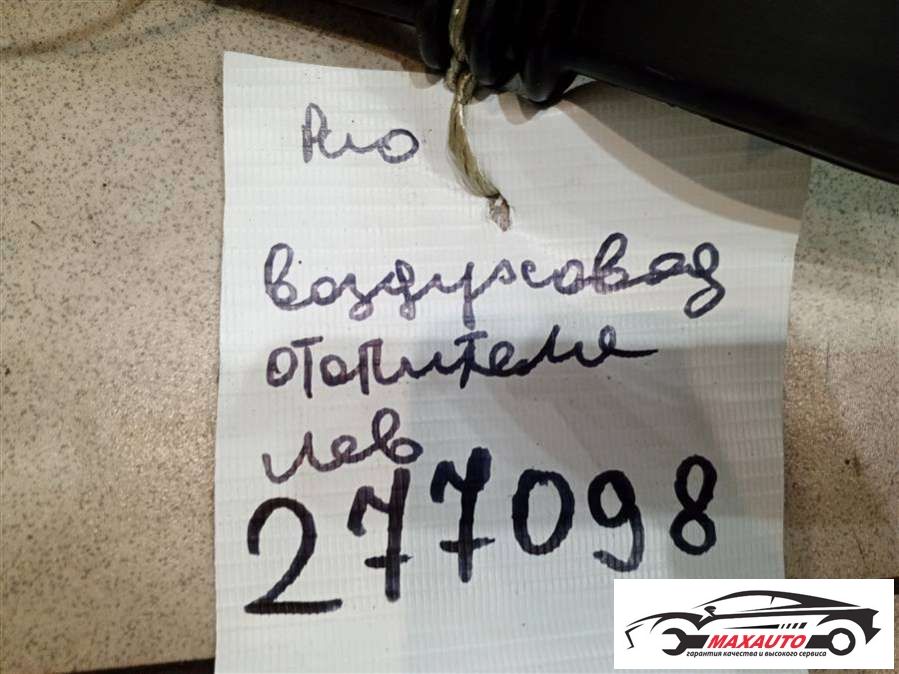 Рио
воздуховод
отопителя
лев
277098
MAXAUTO
гарантия качества и высокого сервиса